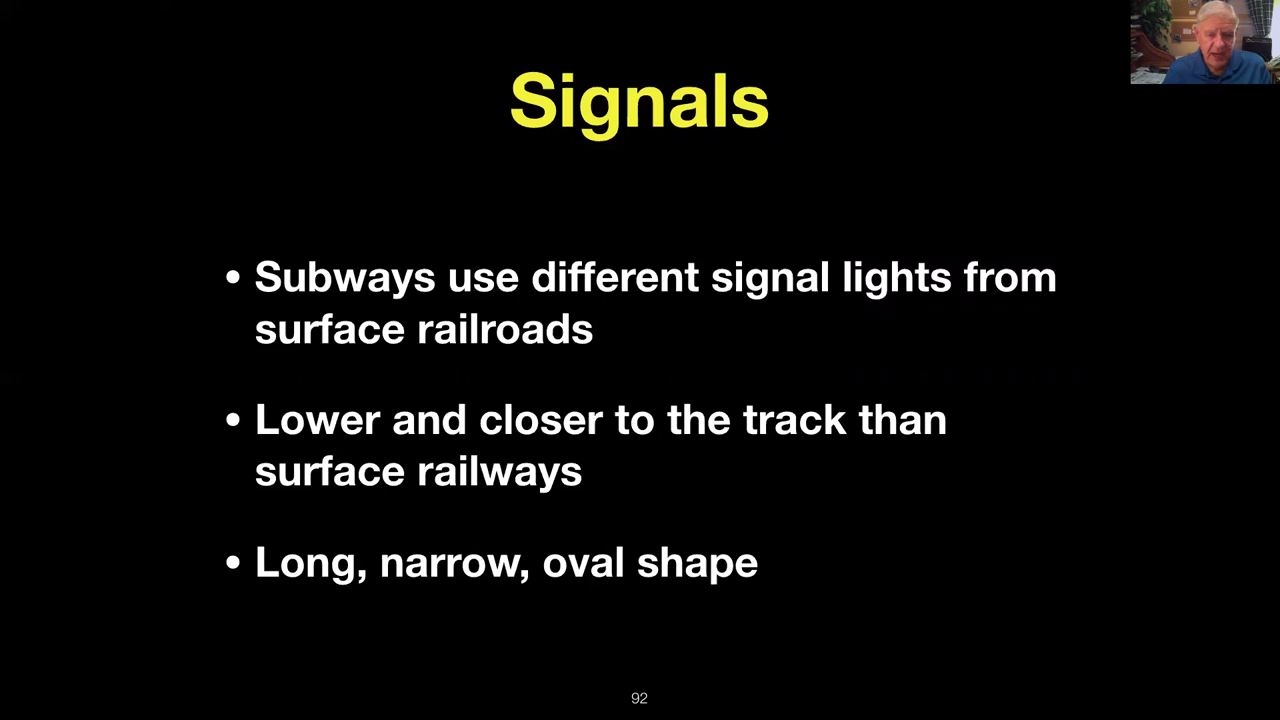 Signals
• Subways use different signal lights from
surface railroads
• Lower and closer to the track than
surface railways
• Long, narrow, oval shape
92